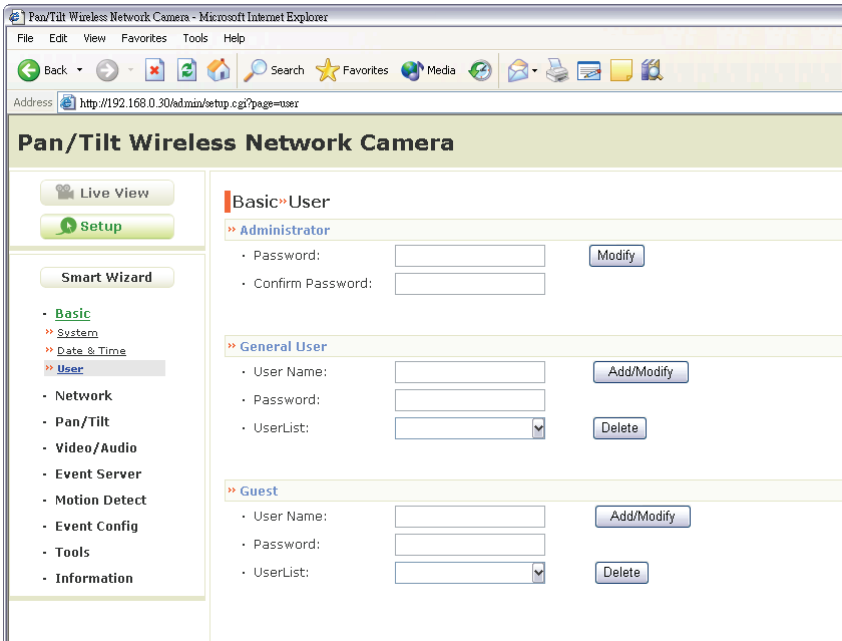 Pan/Tilt Wireless Network Camera - Microsoft Internet Explorer
File Edit View Favorites Tools Help
Back Search Favorites Media
Address http://192.168.0.30/admin/setup.cgi?page=user
Pan/Tilt Wireless Network Camera
Live View
Setup
Smart Wizard
· Basic
» System
» Date & Time
» User
· Network
· Pan/Tilt
· Video/Audio
· Event Server
· Motion Detect
· Event Config
· Tools
· Information
Basic»User
» Administrator
· Password: Modify
· Confirm Password:
» General User
· User Name: Add/Modify
· Password:
· UserList: Delete
» Guest
· User Name: Add/Modify
· Password:
· UserList: Delete